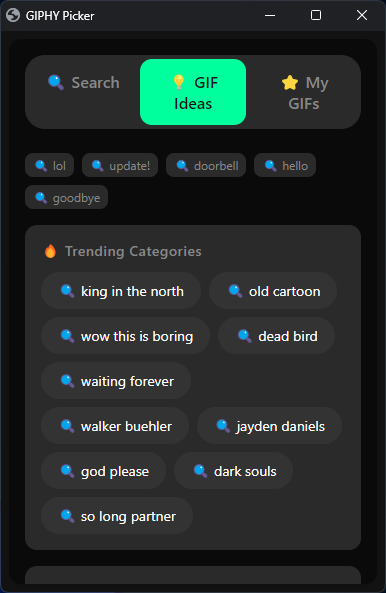 GIPHY Picker
Search
GIF
Ideas
My
GIFs
lol
update!
doorbell
hello
goodbye
Trending Categories
king in the north
old cartoon
wow this is boring
dead bird
waiting forever
walker buehler
jayden daniels
god please
dark souls
so long partner